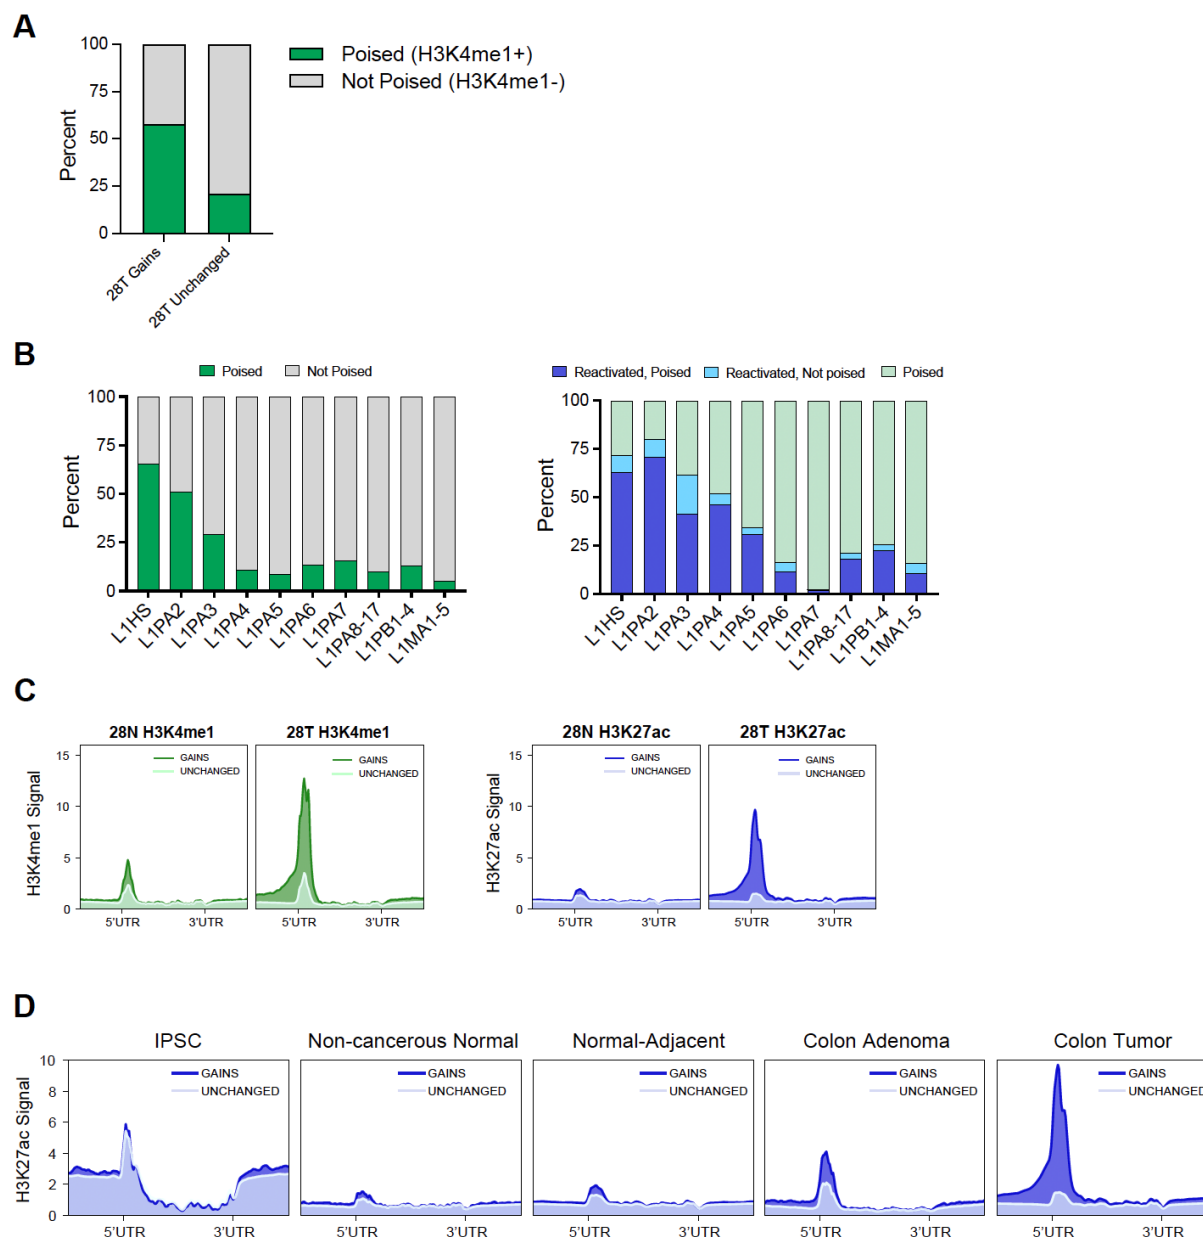 A
100
75
50
25
0
Percent
28T Gains
28T Unchanged
Poised (H3K4me1+)
Not Poised (H3K4me1-)
B
Poised
Not Poised
100
75
50
25
0
Percent
L1HS
L1PA2
L1PA3
L1PA4
L1PA5
L1PA6
L1PA7
L1PA8-17
L1PB1-4
L1MA1-5
Reactivated, Poised
Reactivated, Not poised
Poised
100
75
50
25
0
Percent
L1HS
L1PA2
L1PA3
L1PA4
L1PA5
L1PA6
L1PA7
L1PA8-17
L1PB1-4
L1MA1-5
C
28N H3K4me1
28T H3K4me1
H3K4me1 Signal
15
10
5
0
GAINS
UNCHANGED
GAINS
UNCHANGED
5'UTR
3'UTR
5'UTR
3'UTR
28N H3K27ac
28T H3K27ac
H3K27ac Signal
15
10
5
0
GAINS
UNCHANGED
GAINS
UNCHANGED
5'UTR
3'UTR
5'UTR
3'UTR
D
IPSC
Non-cancerous Normal
Normal-Adjacent
Colon Adenoma
Colon Tumor
H3K27ac Signal
10
8
6
4
2
0
GAINS
UNCHANGED
GAINS
UNCHANGED
GAINS
UNCHANGED
GAINS
UNCHANGED
GAINS
UNCHANGED
5'UTR
3'UTR
5'UTR
3'UTR
5'UTR
3'UTR
5'UTR
3'UTR
5'UTR
3'UTR